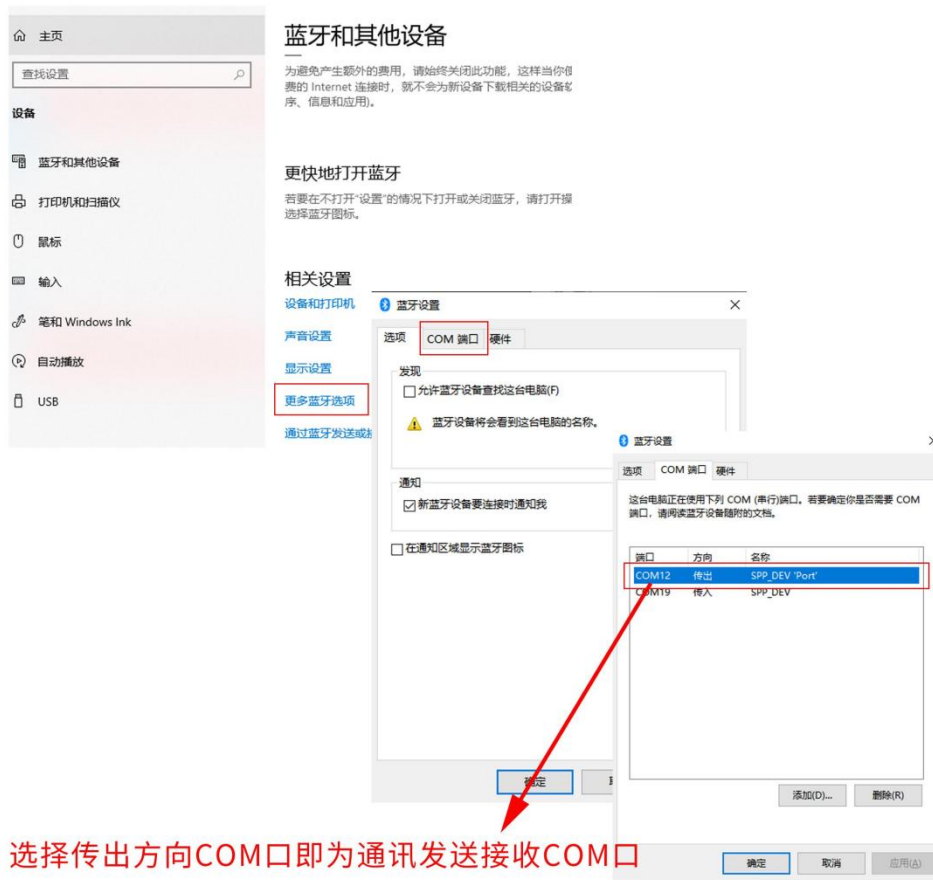 主页
查找设置
设备
蓝牙和其他设备
打印机和扫描仪
鼠标
输入
笔和 Windows Ink
自动播放
USB
蓝牙和其他设备
为避免产生额外的费用，请始终关闭此功能，这样当你使
费的 Internet 连接时，就不会为新设备下载相关的设备软
序、信息和应用)。
更快地打开蓝牙
若要在不打开"设置"的情况下打开或关闭蓝牙，请打开操
选择蓝牙图标。
相关设置
设备和打印机
声音设置
显示设置
更多蓝牙选项
通过蓝牙发送或接
蓝牙设置
选项 COM 端口 硬件
发现
允许蓝牙设备查找这台电脑(F)
蓝牙设备将会看到这台电脑的名称。
通知
新蓝牙设备要连接时通知我
在通知区域显示蓝牙图标
确定
蓝牙设置
选项 COM 端口 硬件
这台电脑正在使用下列 COM (串行)端口。若要确定你是否需要 COM
端口，请阅读蓝牙设备随附的文档。
端口 方向 名称
COM12 传出 SPP_DEV 'Port'
COM19 传入 SPP_DEV
添加(D)... 删除(R)
确定 取消 应用(A)
选择传出方向COM口即为通讯发送接收COM口